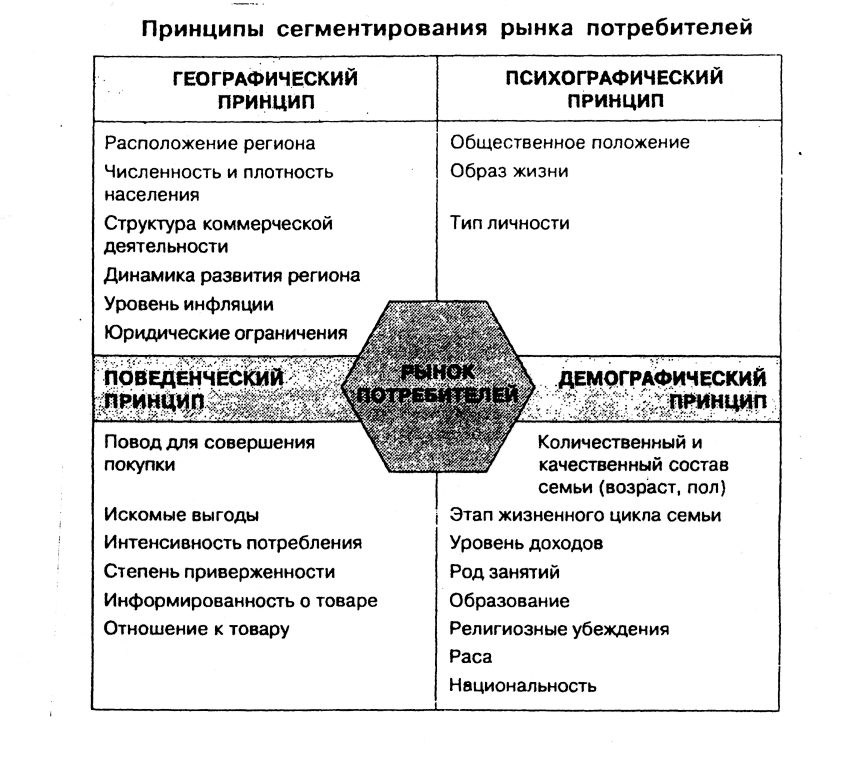 Принципы сегментирования рынка потребителей
ГЕОГРАФИЧЕСКИЙ
ПРИНЦИП
Расположение региона
Численность и плотность
населения
Структура коммерческой
деятельности
Динамика развития региона
Уровень инфляции
Юридические ограничения
ПСИХОГРАФИЧЕСКИЙ
ПРИНЦИП
Общественное положение
Образ жизни
Тип личности
РЫНОК
ПОТРЕБИТЕЛЕЙ
ПОВЕДЕНЧЕСКИЙ
ПРИНЦИП
Повод для совершения
покупки
Искомые выгоды
Интенсивность потребления
Степень приверженности
Информированность о товаре
Отношение к товару
ДЕМОГРАФИЧЕСКИЙ
ПРИНЦИП
Количественный и
качественный состав
семьи (возраст, пол)
Этап жизненного цикла семьи
Уровень доходов
Род занятий
Образование
Религиозные убеждения
Раса
Национальность